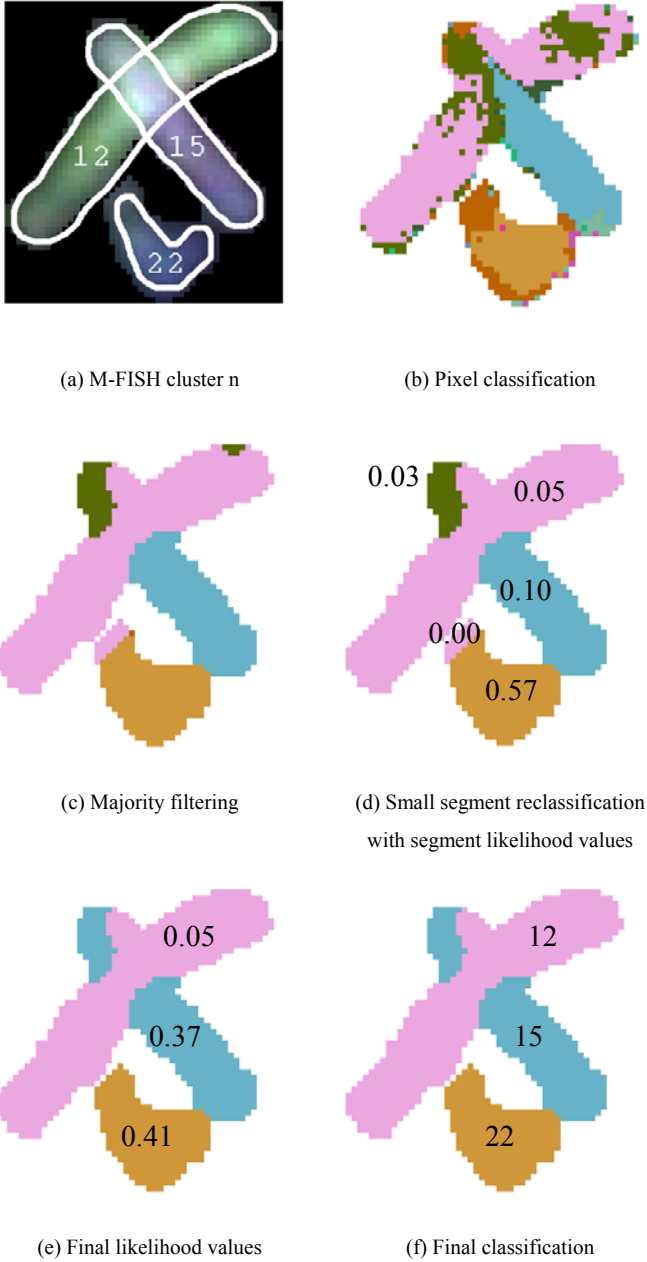 12
15
22
(a) M-FISH cluster n
(b) Pixel classification
0.03
0.05
0.10
0.00
0.57
(c) Majority filtering
(d) Small segment reclassification
with segment likelihood values
0.05
0.37
0.41
12
15
22
(e) Final likelihood values
(f) Final classification